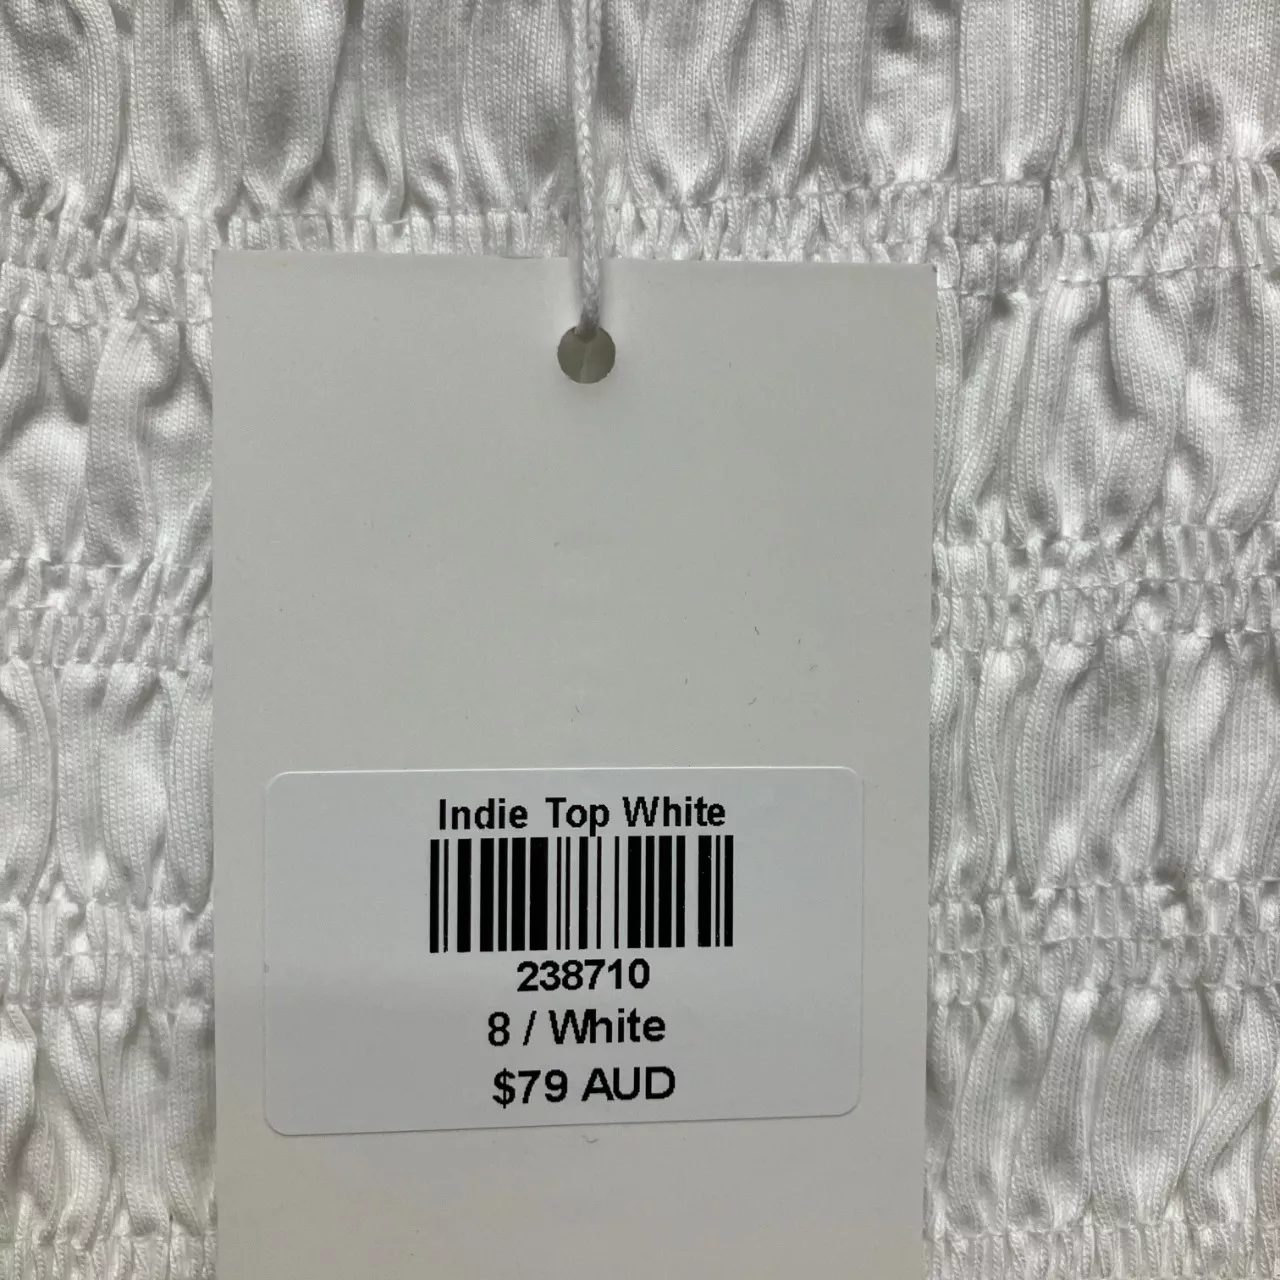 Indie Top White
238710
8 / White
$79 AUD